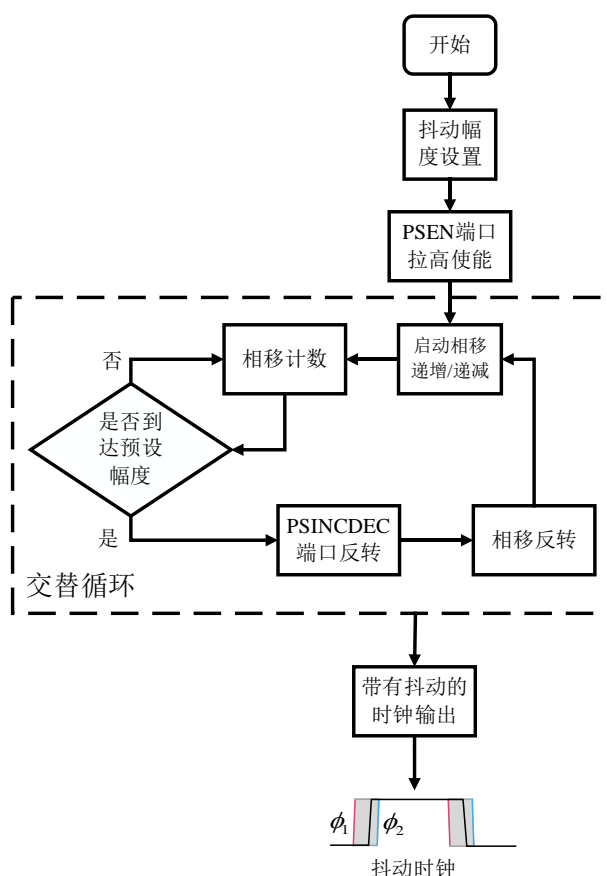 开始
抖动幅
度设置
PSEN端口
拉高使能
启动相移
递增/递减
相移计数
否
是否到
达预设
幅度
是
PSINCDEC
端口反转
相移反转
交替循环
带有抖动的
时钟输出
ϕ1
ϕ2
抖动时钟